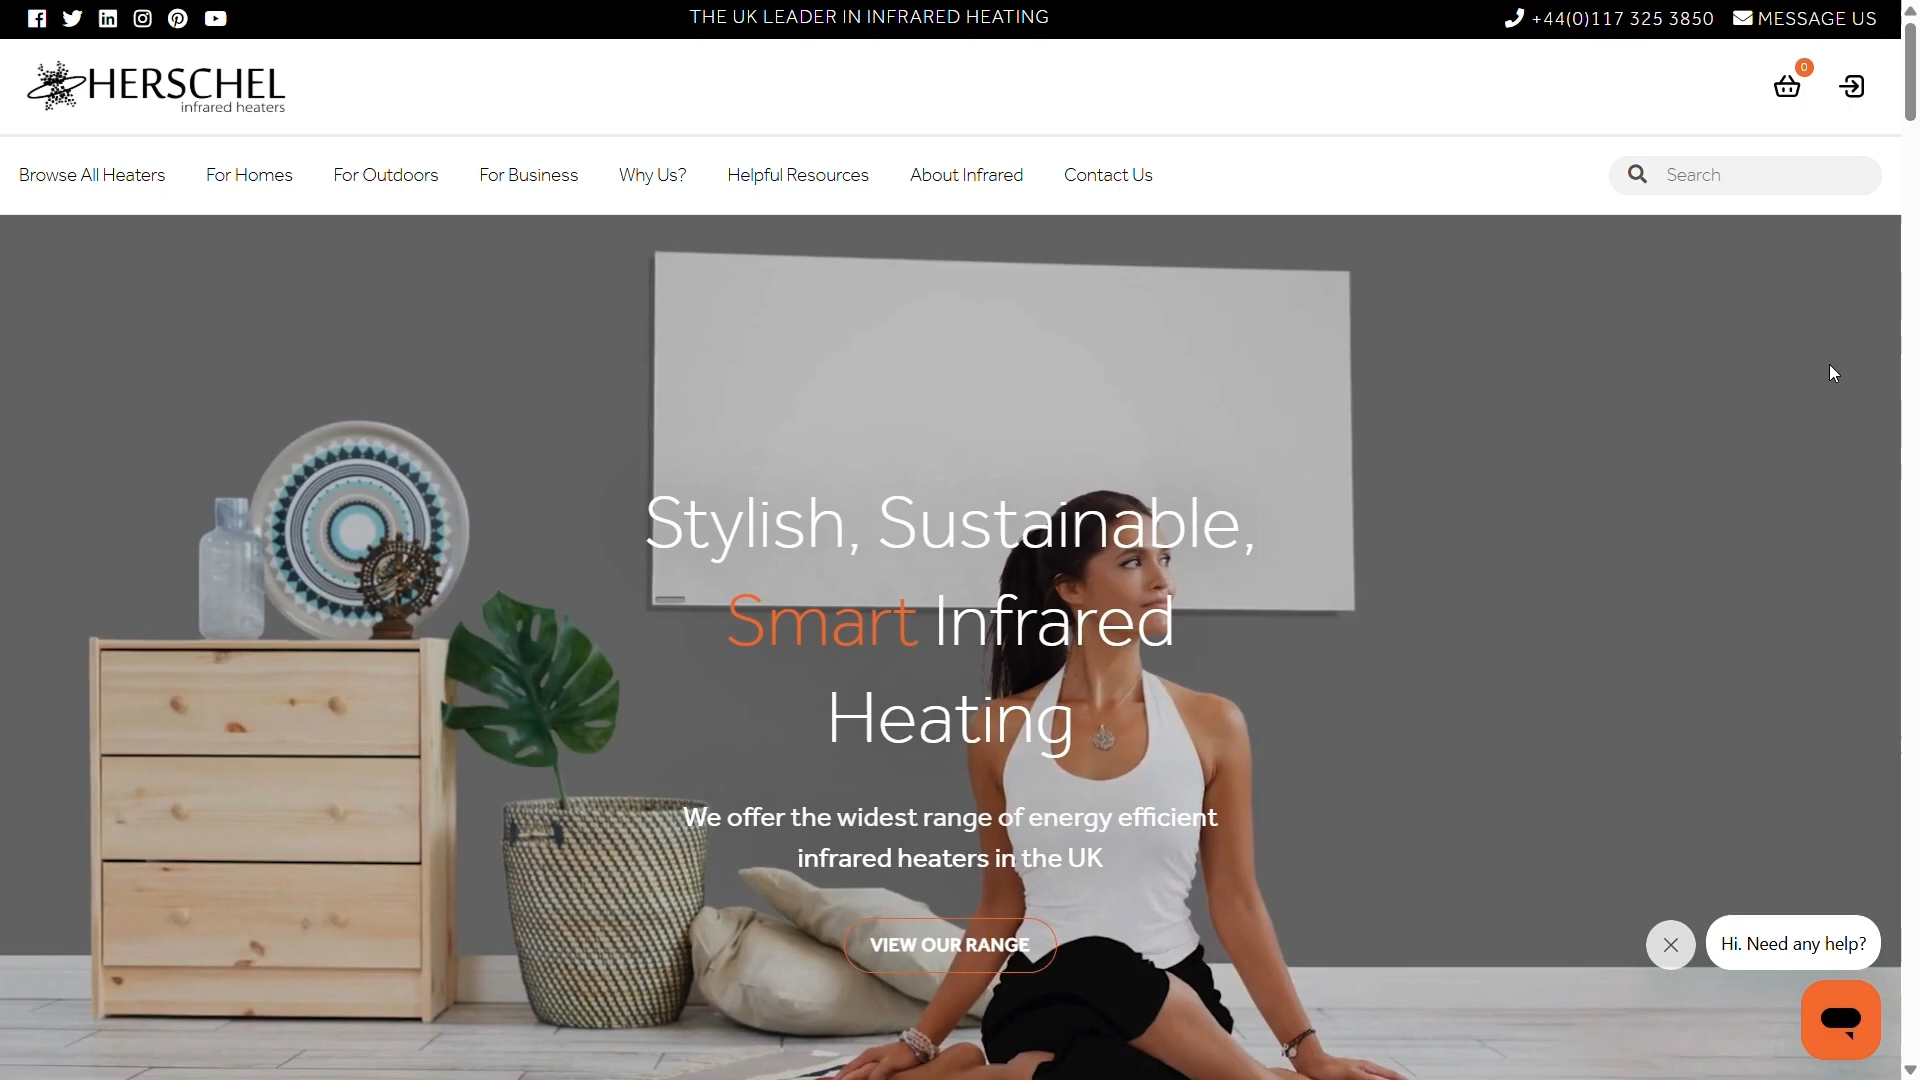 THE UK LEADER IN INFRARED HEATING
+44(0)117 325 3850
MESSAGE US
HERSCHEL
infrared heaters
0
Browse All Heaters
For Homes
For Outdoors
For Business
Why Us?
Helpful Resources
About Infrared
Contact Us
Search
Stylish, Sustainable,
Smart Infrared
Heating
We offer the widest range of energy efficient
infrared heaters in the UK
VIEW OUR RANGE
Hi. Need any help?